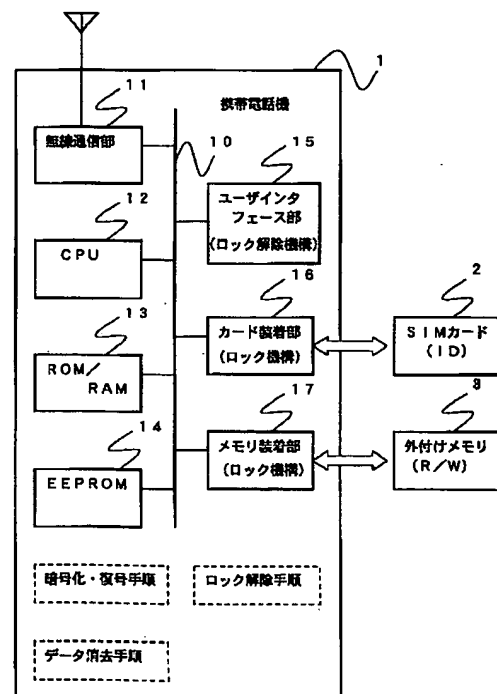 1
携帯電話機
11
無線通信部
10
15
ユーザインタ
フェース部
(ロック解除機構)
12
CPU
16
カード装着部
(ロック機構)
2
SIMカード
(ID)
13
ROM/
RAM
17
メモリ装着部
(ロック機構)
3
外付けメモリ
(R/W)
14
EEPROM
暗号化・復号手順
ロック解除手順
データ消去手順